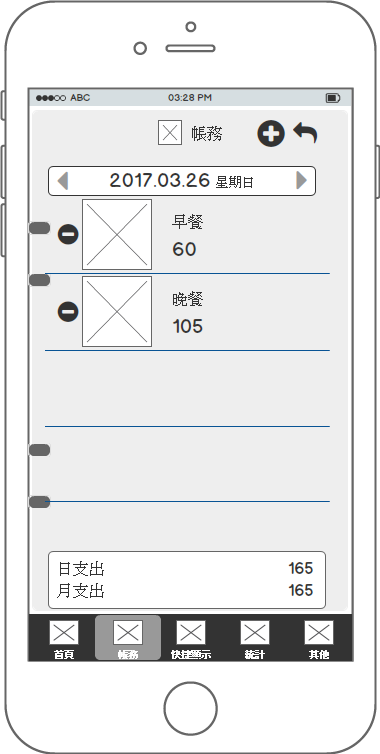 ABC 03:28 PM
帳務
2017.03.26 星期日
早餐
60
晚餐
105
日支出 165
月支出 165
首頁 帳務 快捷顯示 統計 其他